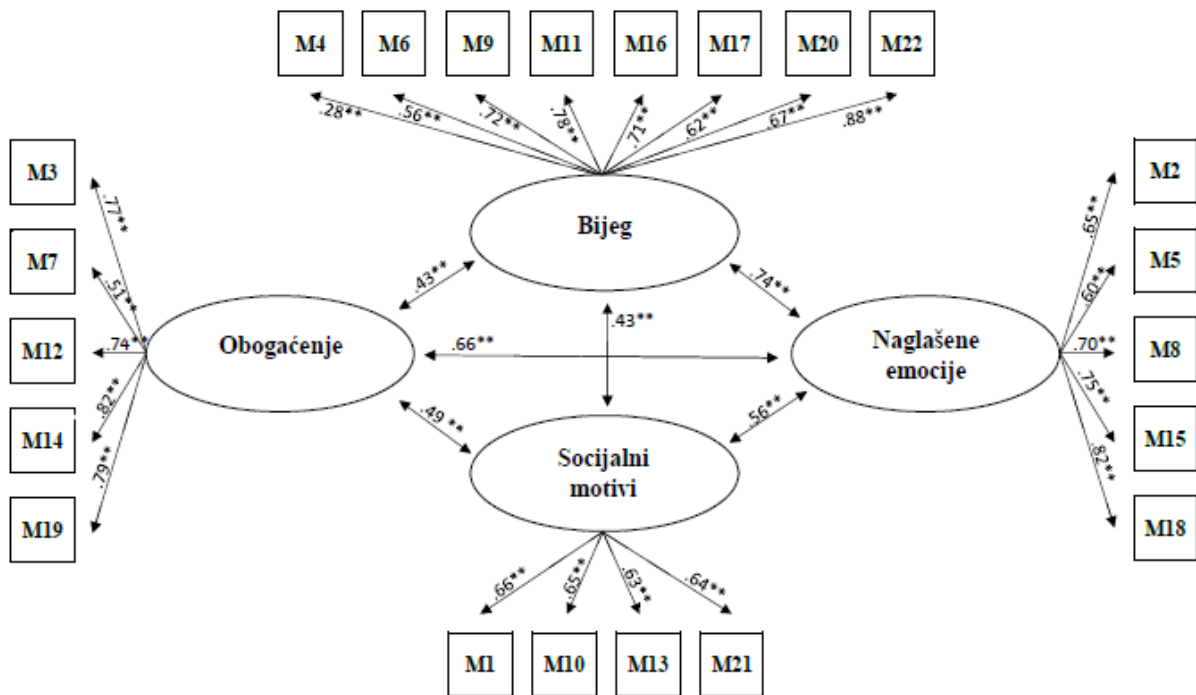 M4 M6 M9 M11 M16 M17 M20 M22
.28** .56** .72** .78** .71** .62** .67** .88**
M3
.77**
M7
.51**
M12
.74**
M14
.82**
M19
.79**
Bijeg
.43**
.74**
Obogaćenje
.66**
.43**
Naglašene
emocije
.49 **
.56**
Socijalni
motivi
M2
.65**
M5
.60**
M8
.70**
M15
.75**
M18
.82**
.66** .65** .63** .64**
M1 M10 M13 M21